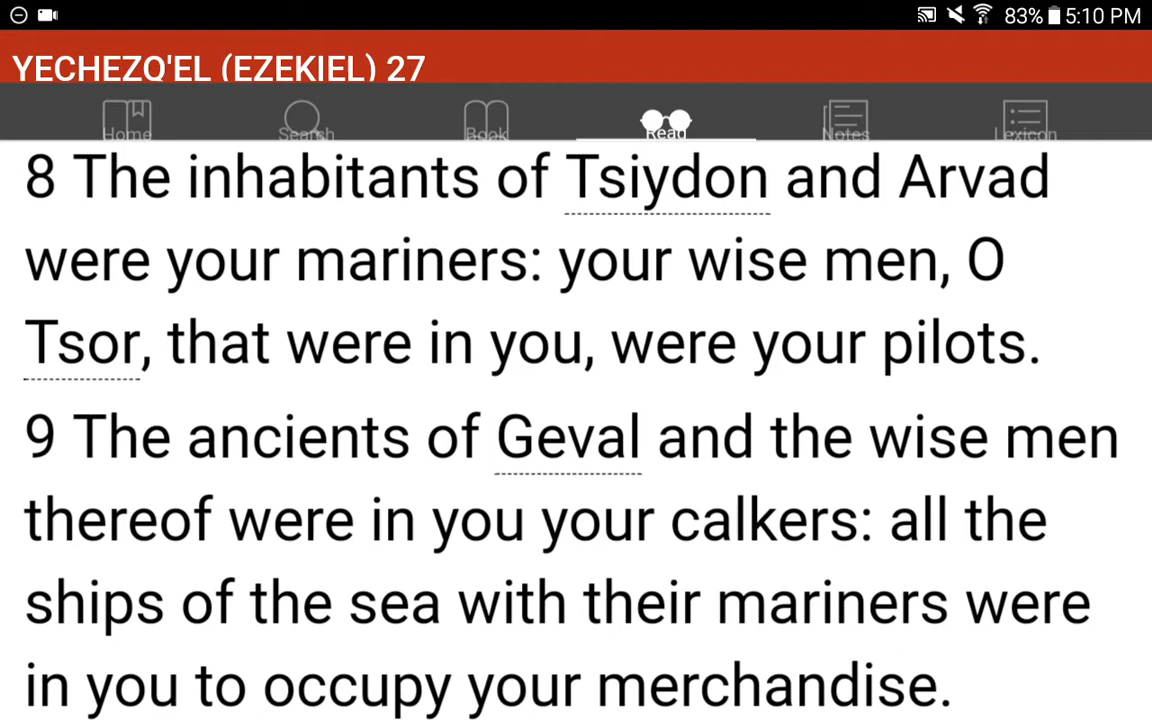 83% 5:10 PM
YECHEZQ'EL (EZEKIEL) 27
Home Search Book Read Notes Lexicon
8 The inhabitants of Tsiydon and Arvad
were your mariners: your wise men, O
Tsor, that were in you, were your pilots.
9 The ancients of Geval and the wise men
thereof were in you your calkers: all the
ships of the sea with their mariners were
in you to occupy your merchandise.